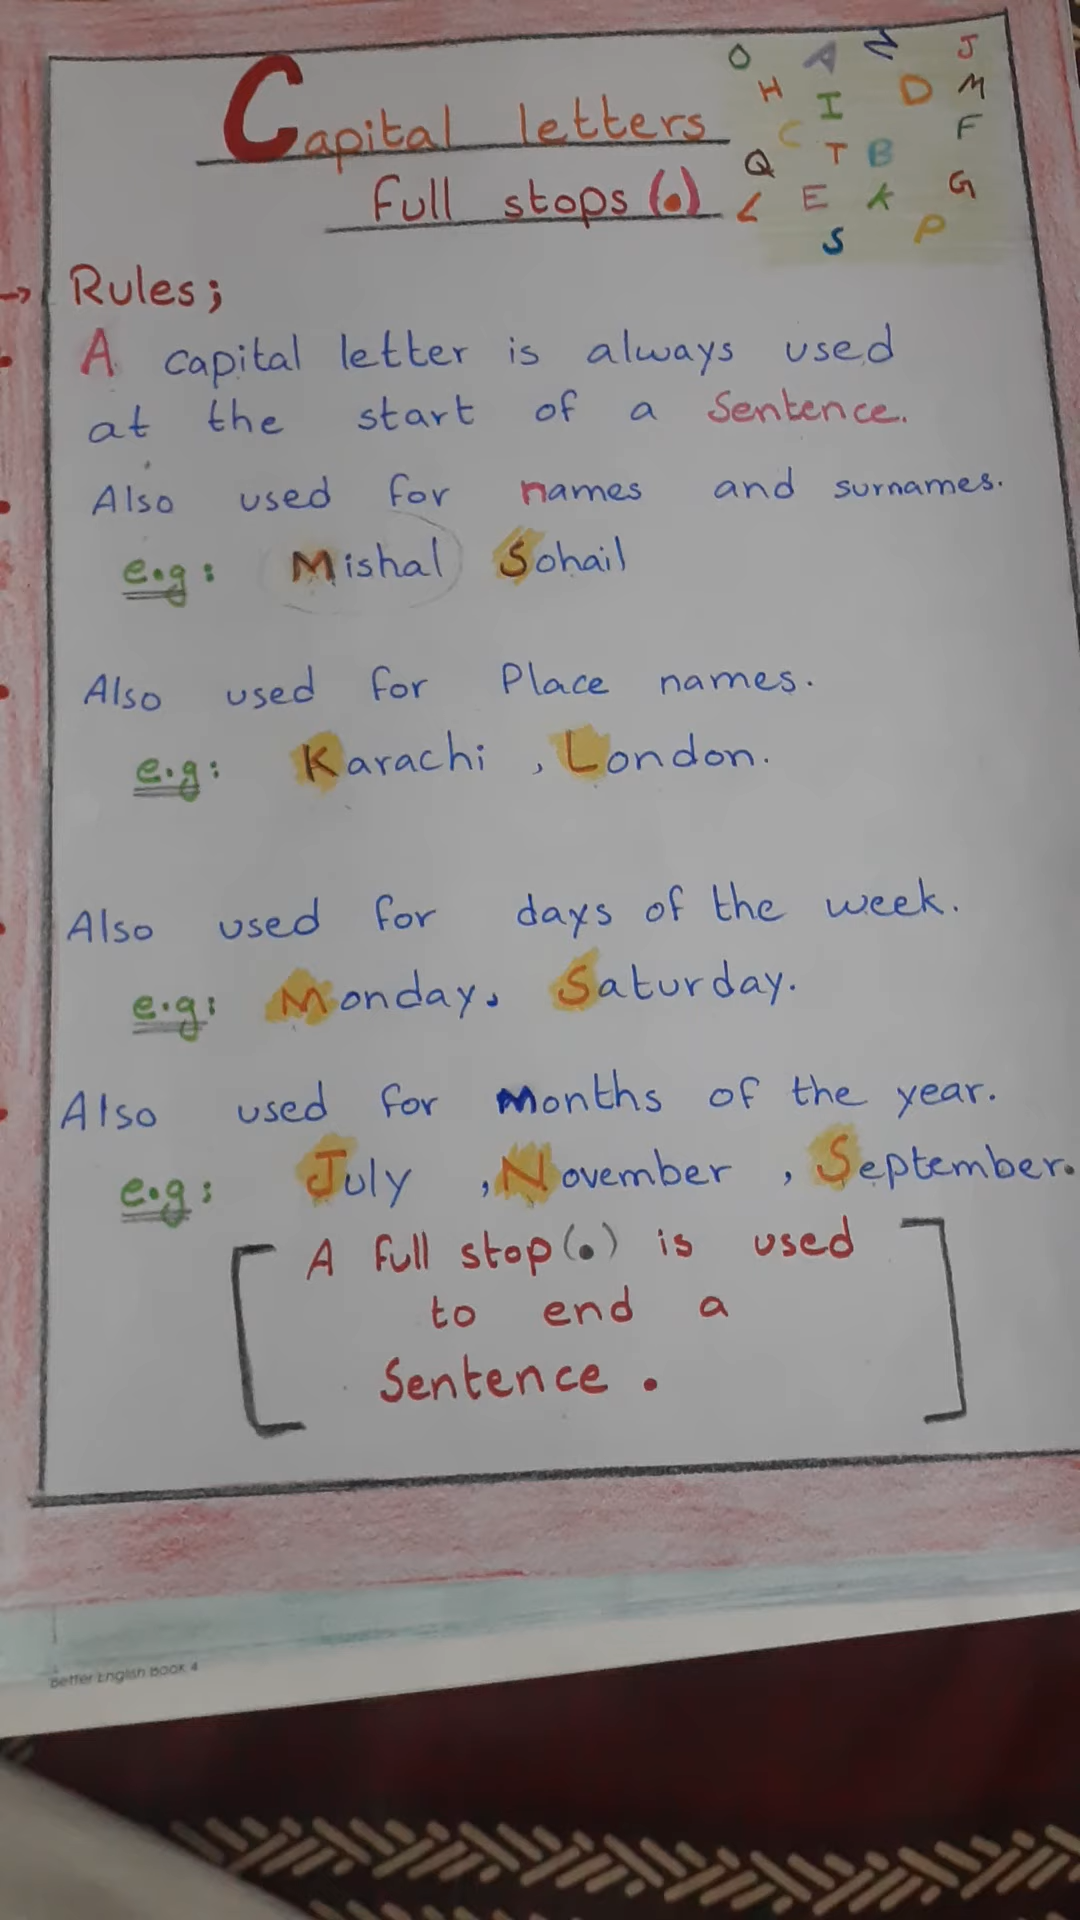 Capital letters
Full stops (.)
O A N J
H I D M
C T B F
Q E K G
L S P
→ Rules;
A capital letter is always used
at the start of a Sentence.
Also used for names and surnames.
e.g: Mishal Sohail
Also used for Place names.
e.g: Karachi , London.
Also used for days of the week.
e.g: Monday, Saturday.
Also used for Months of the year.
e.g: July , November , September.
A full stop (.) is used
to end a
Sentence .
Better English Book 4